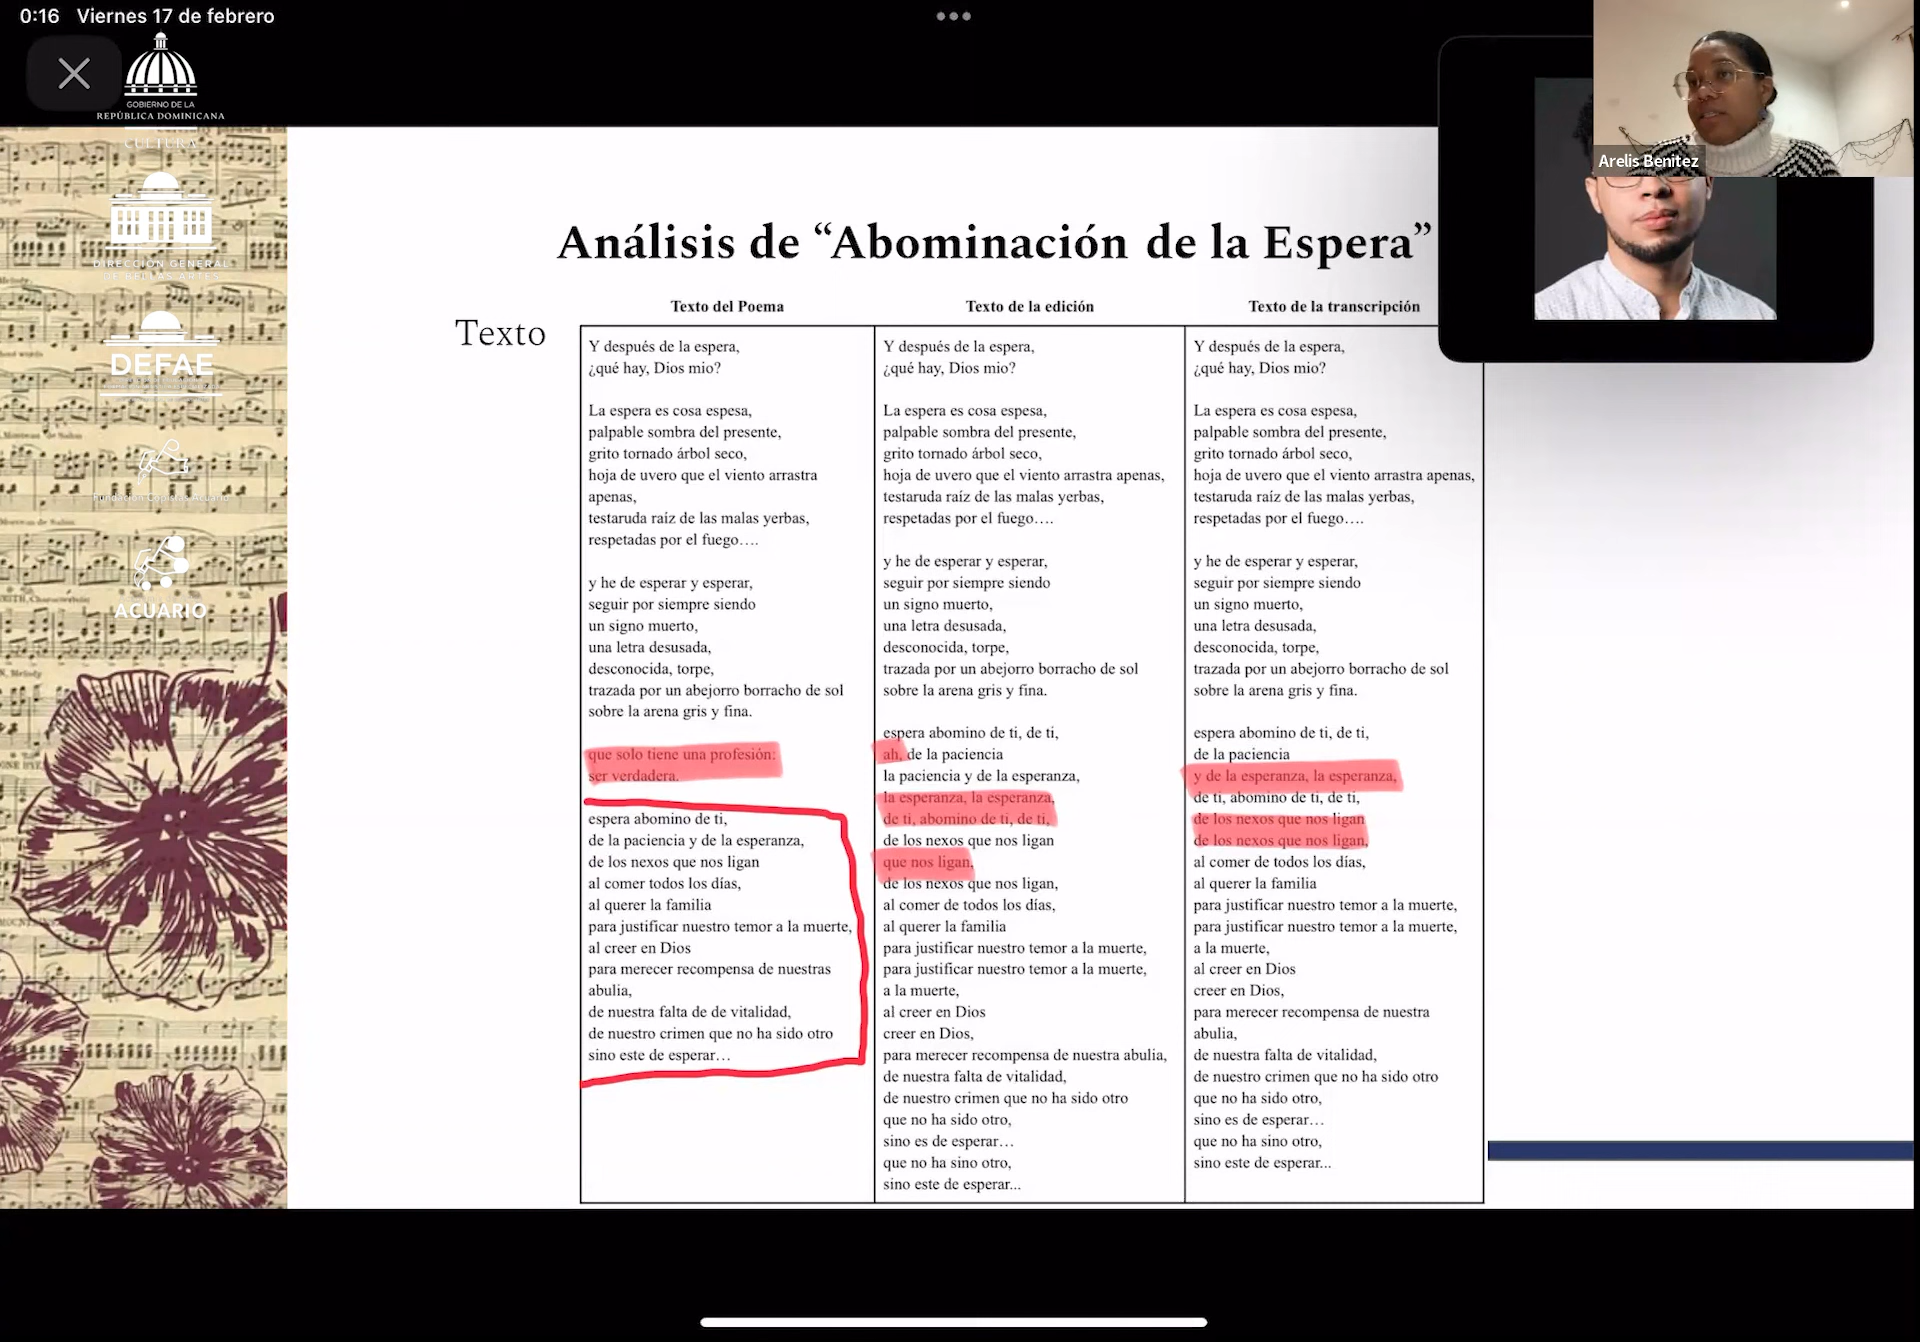 0:16 Viernes 17 de febrero
GOBIERNO DE LA
REPÚBLICA DOMINICANA
CULTURA
DIRECCIÓN GENERAL
DE BELLAS ARTES
DEFAE
Fundación Copistas Acuario
ACUARIO
Arelis Benitez
Análisis de “Abominación de la Espera”
Texto
Texto del Poema
Y después de la espera,
¿qué hay, Dios mio?
La espera es cosa espesa,
palpable sombra del presente,
grito tornado árbol seco,
hoja de uvero que el viento arrastra
apenas,
testaruda raíz de las malas yerbas,
respetadas por el fuego….
y he de esperar y esperar,
seguir por siempre siendo
un signo muerto,
una letra desusada,
desconocida, torpe,
trazada por un abejorro borracho de sol
sobre la arena gris y fina.
que solo tiene una profesión:
ser verdadera.
espera abomino de ti,
de la paciencia y de la esperanza,
de los nexos que nos ligan
al comer todos los días,
al querer la familia
para justificar nuestro temor a la muerte,
al creer en Dios
para merecer recompensa de nuestras
abulia,
de nuestra falta de de vitalidad,
de nuestro crimen que no ha sido otro
sino este de esperar…
Texto de la edición
Y después de la espera,
¿qué hay, Dios mio?
La espera es cosa espesa,
palpable sombra del presente,
grito tornado árbol seco,
hoja de uvero que el viento arrastra apenas,
testaruda raíz de las malas yerbas,
respetadas por el fuego….
y he de esperar y esperar,
seguir por siempre siendo
un signo muerto,
una letra desusada,
desconocida, torpe,
trazada por un abejorro borracho de sol
sobre la arena gris y fina.
espera abomino de ti, de ti,
ah, de la paciencia
la paciencia y de la esperanza,
la esperanza, la esperanza,
de ti, abomino de ti, de ti,
de los nexos que nos ligan
que nos ligan,
de los nexos que nos ligan,
al comer de todos los días,
al querer la familia
para justificar nuestro temor a la muerte,
para justificar nuestro temor a la muerte,
a la muerte,
al creer en Dios
creer en Dios,
para merecer recompensa de nuestra abulia,
de nuestra falta de vitalidad,
de nuestro crimen que no ha sido otro
que no ha sido otro,
sino es de esperar…
que no ha sino otro,
sino este de esperar...
Texto de la transcripción
Y después de la espera,
¿qué hay, Dios mio?
La espera es cosa espesa,
palpable sombra del presente,
grito tornado árbol seco,
hoja de uvero que el viento arrastra apenas,
testaruda raíz de las malas yerbas,
respetadas por el fuego….
y he de esperar y esperar,
seguir por siempre siendo
un signo muerto,
una letra desusada,
desconocida, torpe,
trazada por un abejorro borracho de sol
sobre la arena gris y fina.
espera abomino de ti, de ti,
de la paciencia
y de la esperanza, la esperanza,
de ti, abomino de ti, de ti,
de los nexos que nos ligan
de los nexos que nos ligan,
al comer de todos los días,
al querer la familia
para justificar nuestro temor a la muerte,
para justificar nuestro temor a la muerte,
a la muerte,
al creer en Dios
creer en Dios,
para merecer recompensa de nuestra
abulia,
de nuestra falta de vitalidad,
de nuestro crimen que no ha sido otro
que no ha sido otro,
sino es de esperar…
que no ha sino otro,
sino este de esperar...